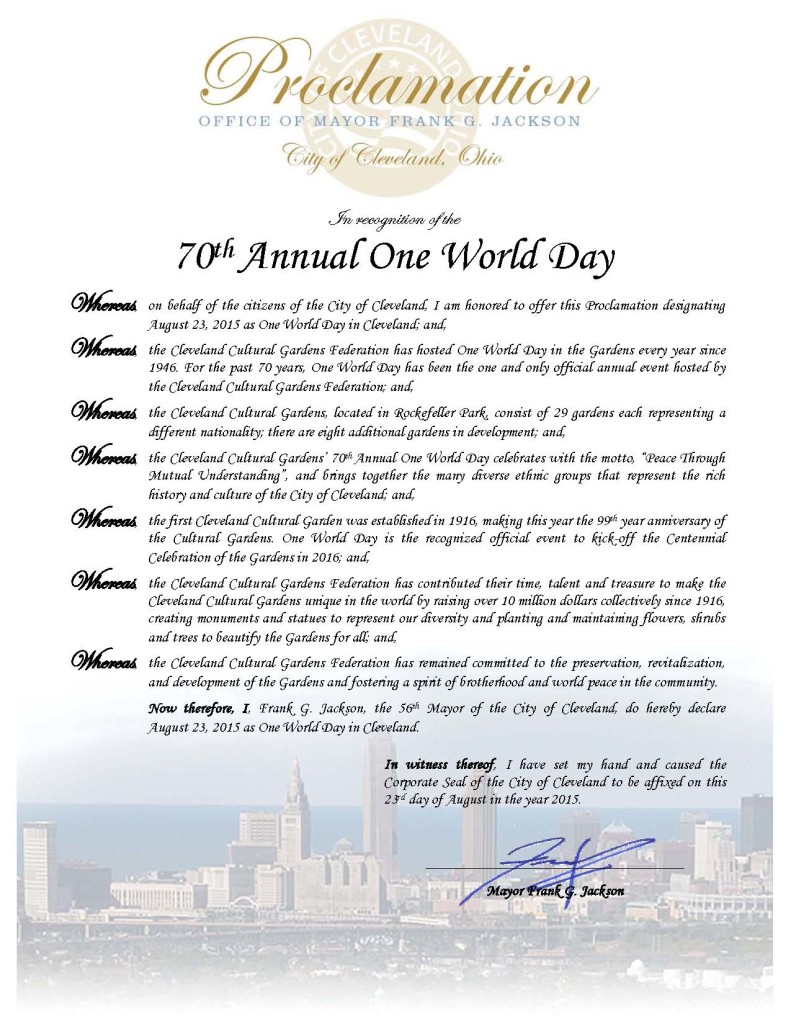 Proclamation
OFFICE OF MAYOR FRANK G. JACKSON
City of Cleveland, Ohio
In recognition of the
70th Annual One World Day
Whereas, on behalf of the citizens of the City of Cleveland, I am honored to offer this Proclamation designating
August 23, 2015 as One World Day in Cleveland; and,
Whereas, the Cleveland Cultural Gardens Federation has hosted One World Day in the Gardens every year since
1946. For the past 70 years, One World Day has been the one and only official annual event hosted by
the Cleveland Cultural Gardens Federation; and,
Whereas, the Cleveland Cultural Gardens, located in Rockefeller Park, consist of 29 gardens each representing a
different nationality; there are eight additional gardens in development; and,
Whereas, the Cleveland Cultural Gardens' 70th Annual One World Day celebrates with the motto, "Peace Through
Mutual Understanding", and brings together the many diverse ethnic groups that represent the rich
history and culture of the City of Cleveland; and,
Whereas, the first Cleveland Cultural Garden was established in 1916, making this year the 99th year anniversary of
the Cultural Gardens. One World Day is the recognized official event to kick-off the Centennial
Celebration of the Gardens in 2016; and,
Whereas, the Cleveland Cultural Gardens Federation has contributed their time, talent and treasure to make the
Cleveland Cultural Gardens unique in the world by raising over 10 million dollars collectively since 1916,
creating monuments and statues to represent our diversity and planting and maintaining flowers, shrubs
and trees to beautify the Gardens for all; and,
Whereas, the Cleveland Cultural Gardens Federation has remained committed to the preservation, revitalization,
and development of the Gardens and fostering a spirit of brotherhood and world peace in the community.
Now therefore, I, Frank G. Jackson, the 56th Mayor of the City of Cleveland, do hereby declare
August 23, 2015 as One World Day in Cleveland.
In witness thereof, I have set my hand and caused the
Corporate Seal of the City of Cleveland to be affixed on this
23rd day of August in the year 2015.
Mayor Frank G. Jackson